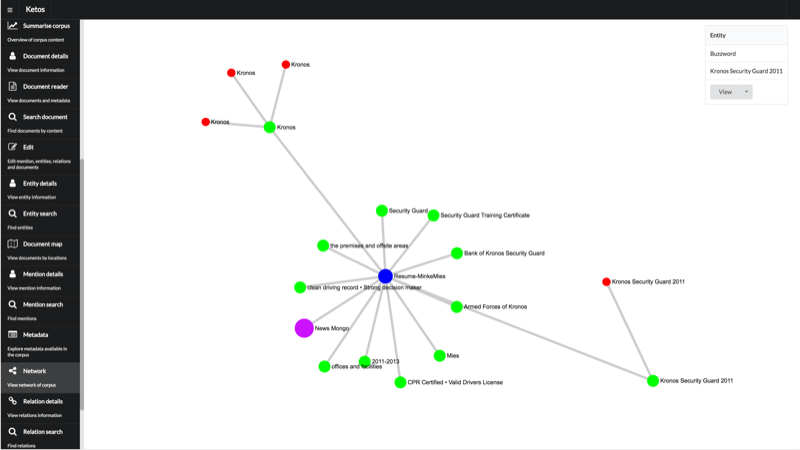 Ketos
Summarise corpus
Overview of corpus content
Document details
View document information
Document reader
View documents and metadata
Search document
Find documents by content
Edit
Edit mention, entities, relations
and documents
Entity details
View entity information
Entity search
Find entities
Document map
View documents by locations
Mention details
View mention information
Mention search
Find mentions
Metadata
Explore metadata available in the
corpus
Network
View network of corpus
Relation details
View relations information
Relation search
Find relations
Kronos
Kronos
Kronos
Kronos
Security Guard
Security Guard Training Certificate
the premises and offsite areas
Bank of Kronos Security Guard
Resume-MinkeMies
clean driving record • Strong decision maker
Armed Forces of Kronos
News Mongo
Mies
2011-2013
offices and facilities
CPR Certified • Valid Drivers License
Kronos Security Guard 2011
Kronos Security Guard 2011
Entity
Buzzword
Kronos Security Guard 2011
View